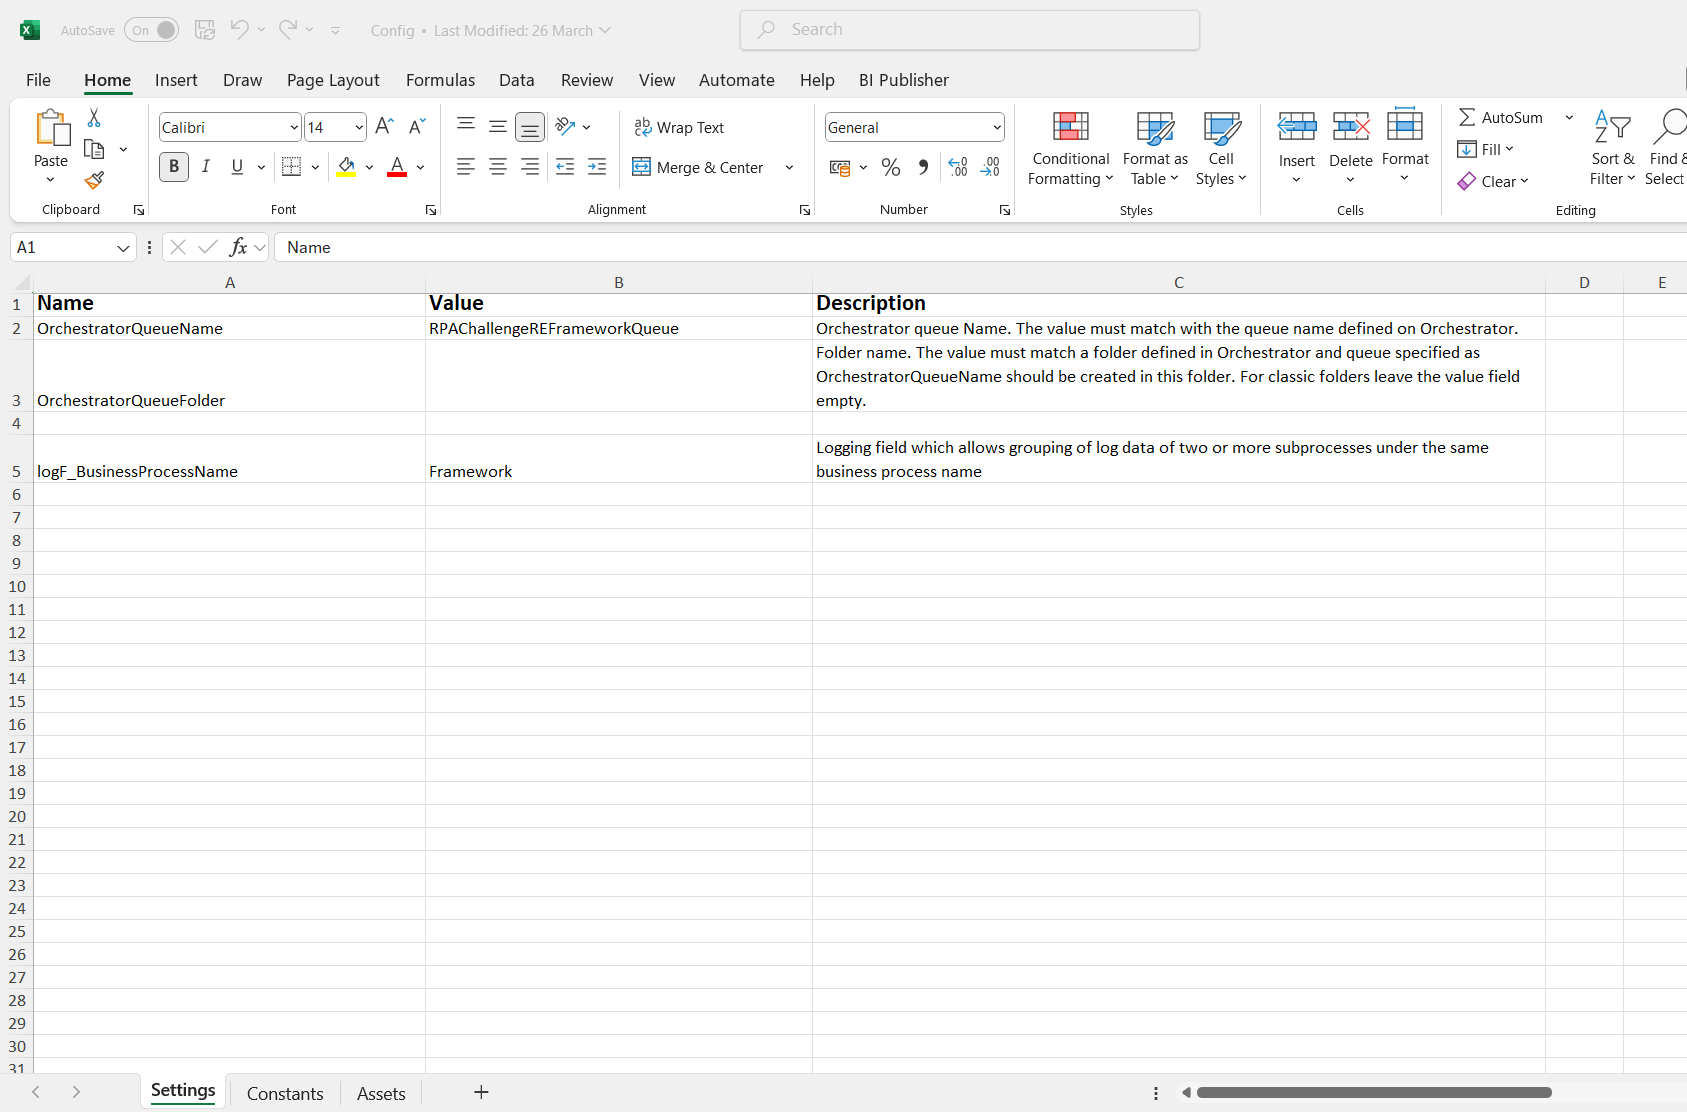 AutoSave On Config • Last Modified: 26 March Search
File Home Insert Draw Page Layout Formulas Data Review View Automate Help BI Publisher
Paste
Clipboard
Calibri 14
B I U A
Font
Wrap Text
Merge & Center
Alignment
General
%
Number
Conditional
Formatting
Format as
Table
Cell
Styles
Styles
Insert Delete Format
Cells
AutoSum
Fill
Clear
Sort &
Filter
Find &
Select
Editing
A1 fx Name
A B C D E
1 Name Value Description
2 OrchestratorQueueName RPAChallengeREFrameworkQueue Orchestrator queue Name. The value must match with the queue name defined on Orchestrator.
Folder name. The value must match a folder defined in Orchestrator and queue specified as
OrchestratorQueueName should be created in this folder. For classic folders leave the value field
3 OrchestratorQueueFolder empty.
4
Logging field which allows grouping of log data of two or more subprocesses under the same
5 logF_BusinessProcessName Framework business process name
6
7
8
9
10
11
12
13
14
15
16
17
18
19
20
21
22
23
24
25
26
27
28
29
30
31
Settings Constants Assets +